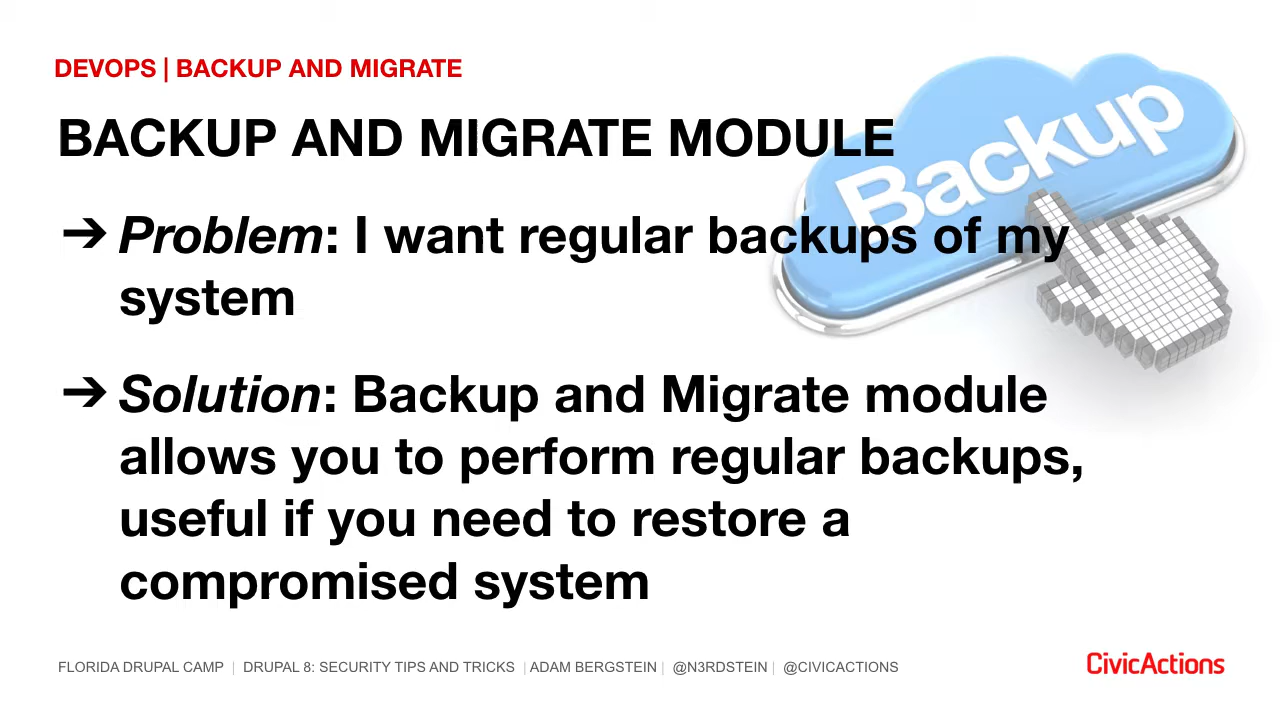 DEVOPS | BACKUP AND MIGRATE
BACKUP AND MIGRATE MODULE
Backup
➔ Problem: I want regular backups of my
system
➔ Solution: Backup and Migrate module
allows you to perform regular backups,
useful if you need to restore a
compromised system
FLORIDA DRUPAL CAMP | DRUPAL 8: SECURITY TIPS AND TRICKS | ADAM BERGSTEIN | @N3RDSTEIN | @CIVICACTIONS
CivicActions